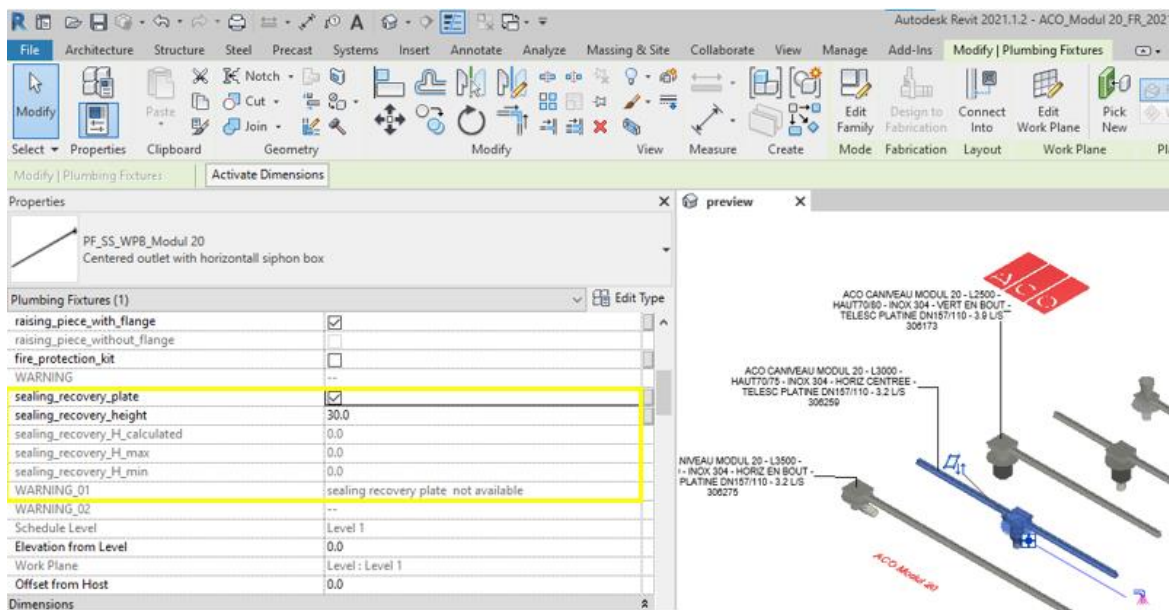 Autodesk Revit 2021.1.2 - ACO_Modul 20_FR_202
File Architecture Structure Steel Precast Systems Insert Annotate Analyze Massing & Site Collaborate View Manage Add-Ins Modify | Plumbing Fixtures
Modify
Paste
Notch
Cut
Join
Edit Family
Design to Fabrication
Connect Into
Edit Work Plane
Pick New
Select Properties Clipboard Geometry Modify View Measure Create Mode Fabrication Layout Work Plane Pl
Modify | Plumbing Fixtures Activate Dimensions
Properties
preview
PF_SS_WPB_Modul 20
Centered outlet with horizontall siphon box
Plumbing Fixtures (1) Edit Type
raising_piece_with_flange
raising_piece_without_flange
fire_protection_kit
WARNING --
sealing_recovery_plate
sealing_recovery_height 30.0
sealing_recovery_H_calculated 0.0
sealing_recovery_H_max 0.0
sealing_recovery_H_min 0.0
WARNING_01 sealing recovery plate not available
WARNING_02 --
Schedule Level Level 1
Elevation from Level 0.0
Work Plane Level : Level 1
Offset from Host 0.0
Dimensions
ACO
ACO CANIVEAU MODUL 20 - L2500 -
HAUT70/80 - INOX 304 - VERT EN BOUT -
TELESC PLATINE DN157/110 - 3.9 L/S
306173
ACO CANIVEAU MODUL 20 - L3000 -
HAUT70/75 - INOX 304 - HORIZ CENTREE -
TELESC PLATINE DN157/110 - 3.2 L/S
306259
NIVEAU MODUL 20 - L3500 -
- INOX 304 - HORIZ EN BOUT -
PLATINE DN157/110 - 3.2 L/S
306275
ACO Modul 20